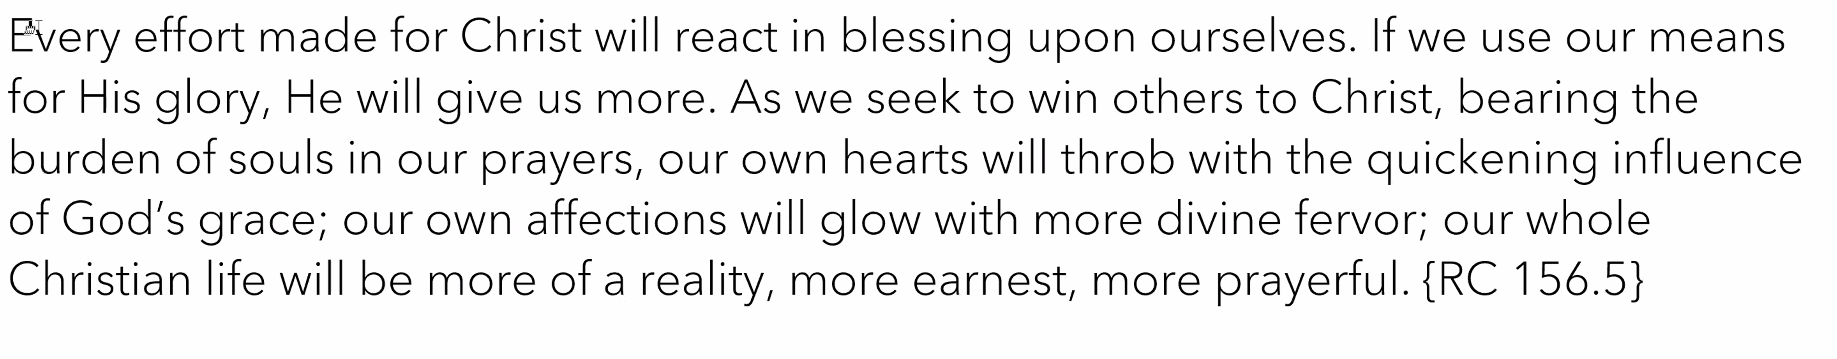 Every effort made for Christ will react in blessing upon ourselves. If we use our means
for His glory, He will give us more. As we seek to win others to Christ, bearing the
burden of souls in our prayers, our own hearts will throb with the quickening influence
of God’s grace; our own affections will glow with more divine fervor; our whole
Christian life will be more of a reality, more earnest, more prayerful. {RC 156.5}